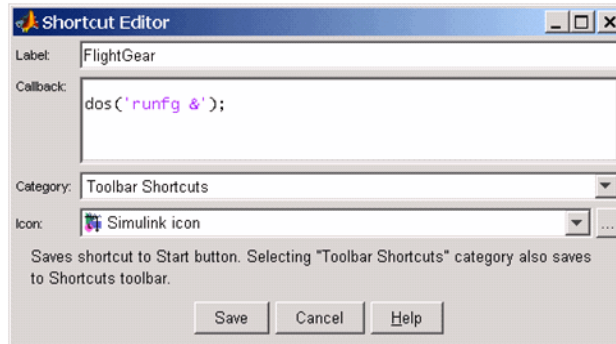 Shortcut Editor
Label: FlightGear
Callback:
dos('runfg &');
Category: Toolbar Shortcuts
Icon: Simulink icon ...
Saves shortcut to Start button. Selecting "Toolbar Shortcuts" category also saves
to Shortcuts toolbar.
Save Cancel Help